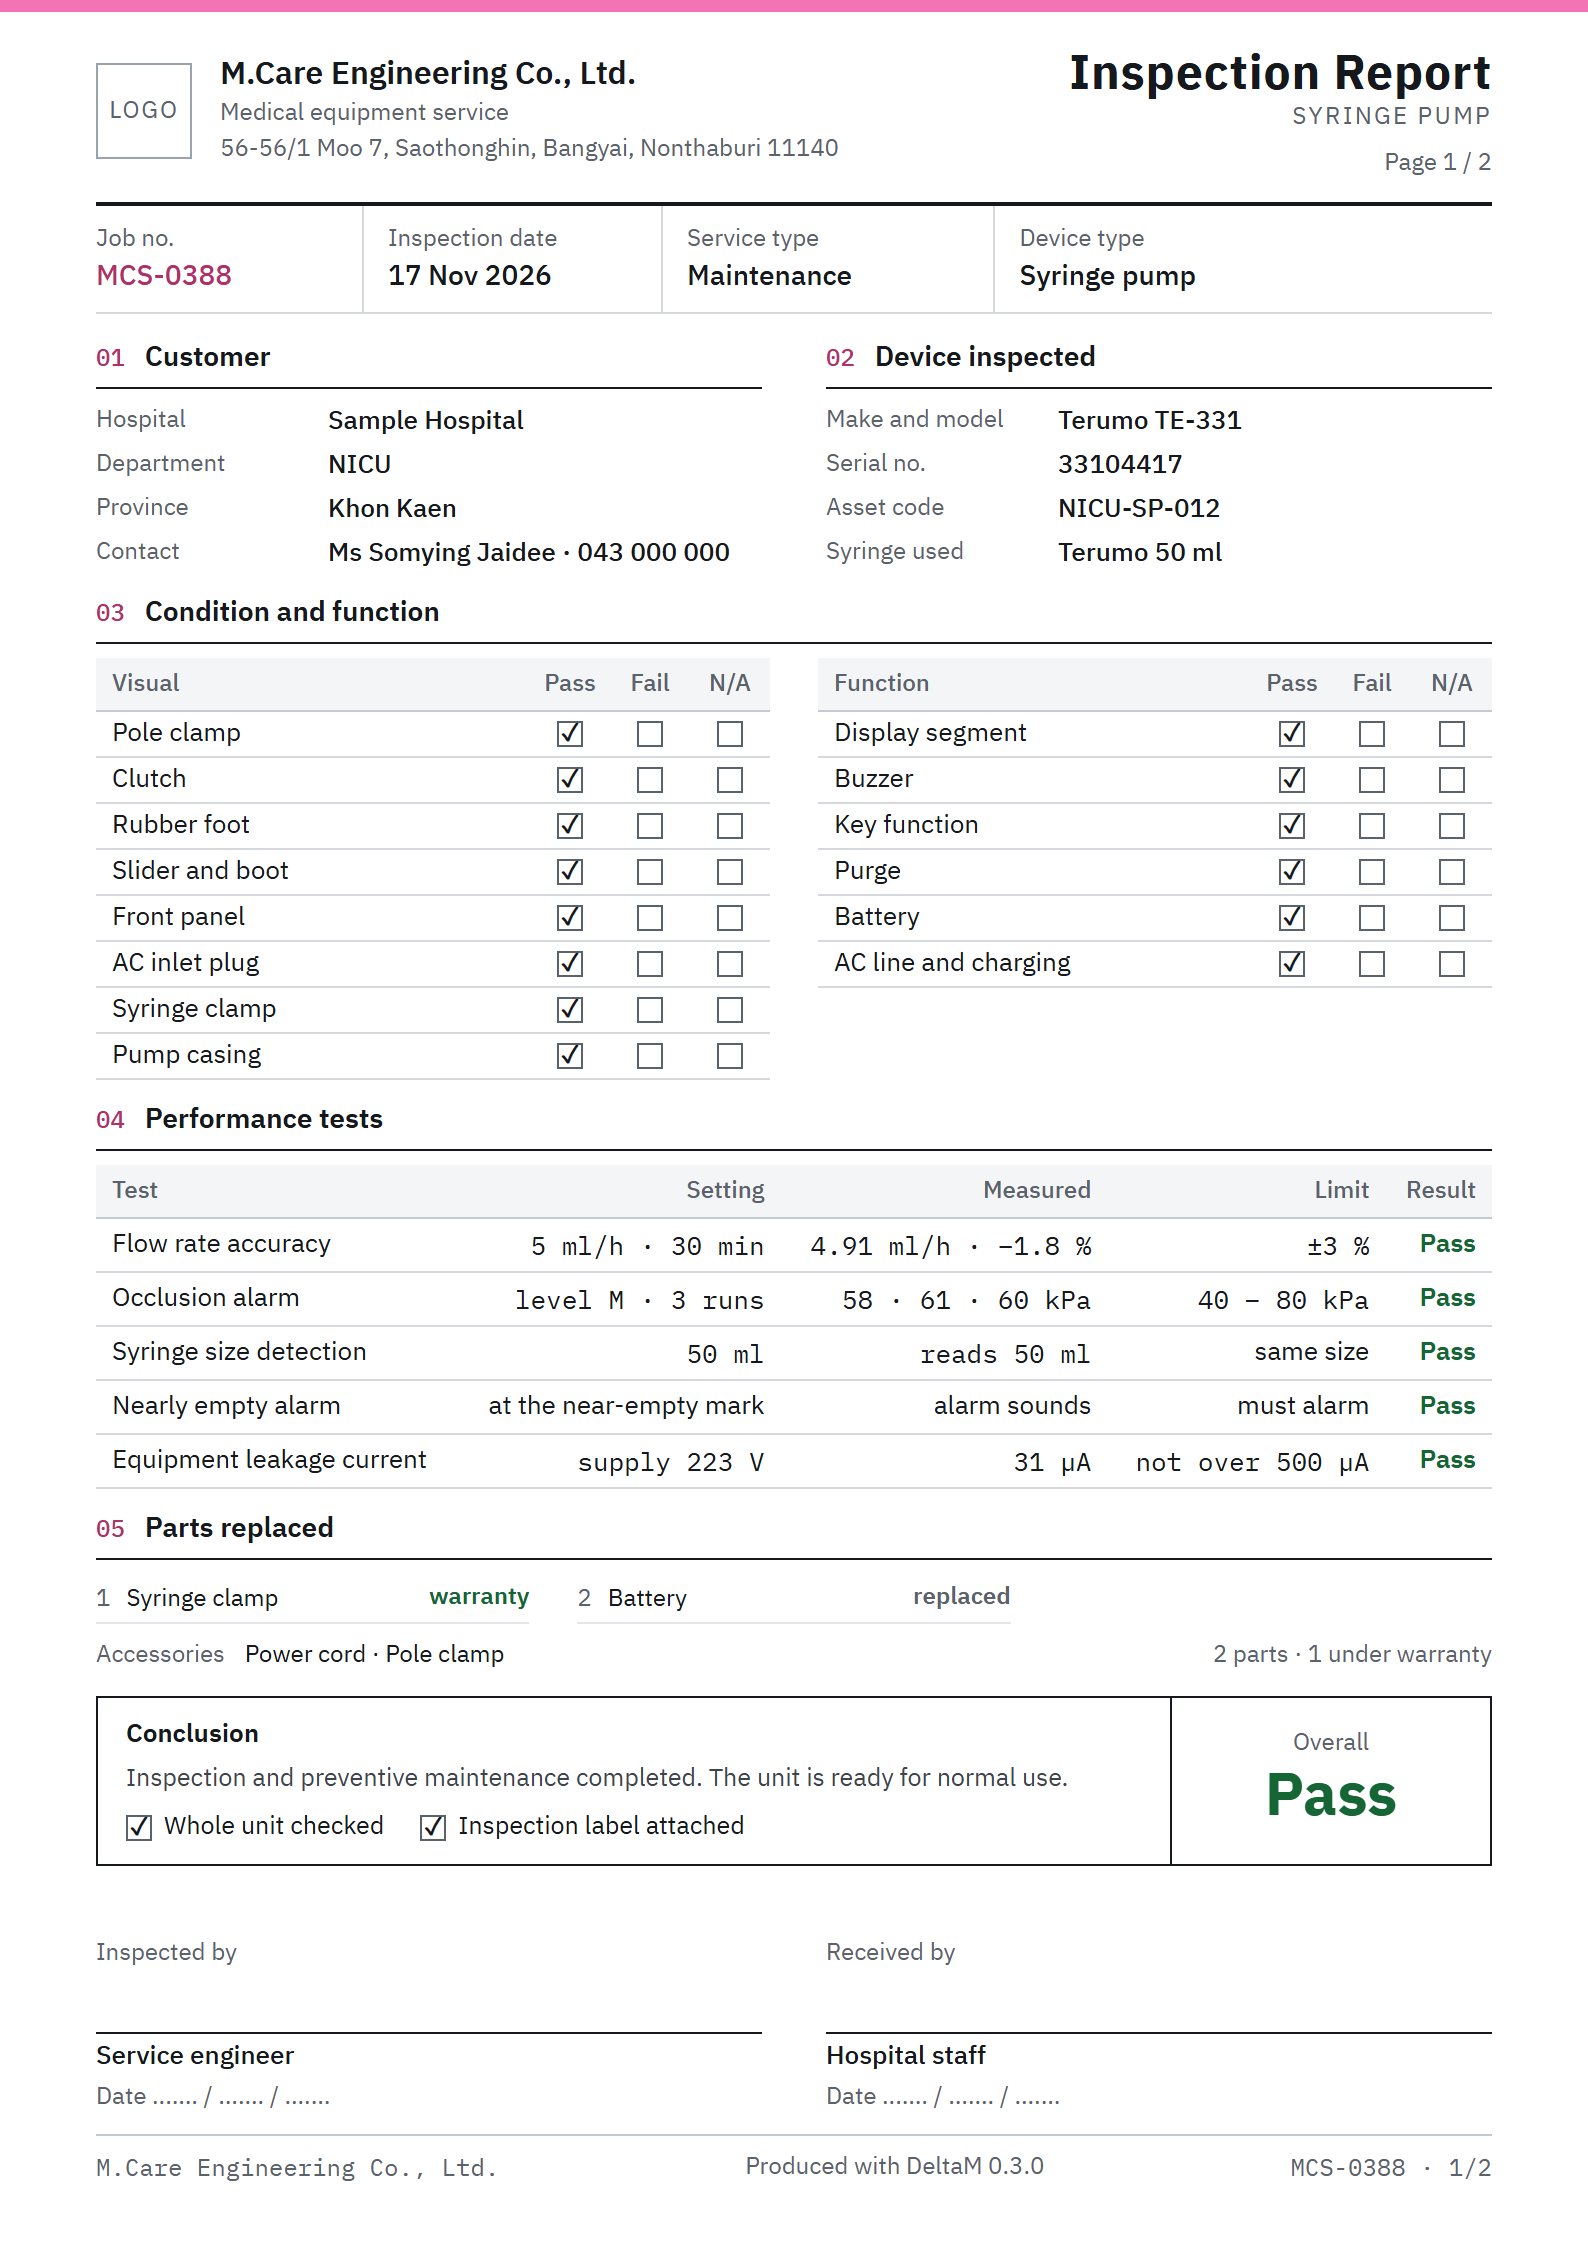 LOGO
M.Care Engineering Co., Ltd.
Medical equipment service
56-56/1 Moo 7, Saothonghin, Bangyai, Nonthaburi 11140
Inspection Report
SYRINGE PUMP
Page 1 / 2
Job no. Inspection date Service type Device type
MCS-0388 17 Nov 2026 Maintenance Syringe pump
01 Customer
Hospital Sample Hospital
Department NICU
Province Khon Kaen
Contact Ms Somying Jaidee · 043 000 000
02 Device inspected
Make and model Terumo TE-331
Serial no. 33104417
Asset code NICU-SP-012
Syringe used Terumo 50 ml
03 Condition and function
Visual Pass Fail N/A
Pole clamp ☑ ☐ ☐
Clutch ☑ ☐ ☐
Rubber foot ☑ ☐ ☐
Slider and boot ☑ ☐ ☐
Front panel ☑ ☐ ☐
AC inlet plug ☑ ☐ ☐
Syringe clamp ☑ ☐ ☐
Pump casing ☑ ☐ ☐
Function Pass Fail N/A
Display segment ☑ ☐ ☐
Buzzer ☑ ☐ ☐
Key function ☑ ☐ ☐
Purge ☑ ☐ ☐
Battery ☑ ☐ ☐
AC line and charging ☑ ☐ ☐
04 Performance tests
Test Setting Measured Limit Result
Flow rate accuracy 5 ml/h · 30 min 4.91 ml/h · −1.8 % ±3 % Pass
Occlusion alarm level M · 3 runs 58 · 61 · 60 kPa 40 – 80 kPa Pass
Syringe size detection 50 ml reads 50 ml same size Pass
Nearly empty alarm at the near-empty mark alarm sounds must alarm Pass
Equipment leakage current supply 223 V 31 µA not over 500 µA Pass
05 Parts replaced
1 Syringe clamp warranty 2 Battery replaced
Accessories Power cord · Pole clamp 2 parts · 1 under warranty
Conclusion
Inspection and preventive maintenance completed. The unit is ready for normal use.
☑ Whole unit checked ☑ Inspection label attached
Overall
Pass
Inspected by Received by
Service engineer Hospital staff
Date ....... / ....... / ....... Date ....... / ....... / .......
M.Care Engineering Co., Ltd. Produced with DeltaM 0.3.0 MCS-0388 · 1/2